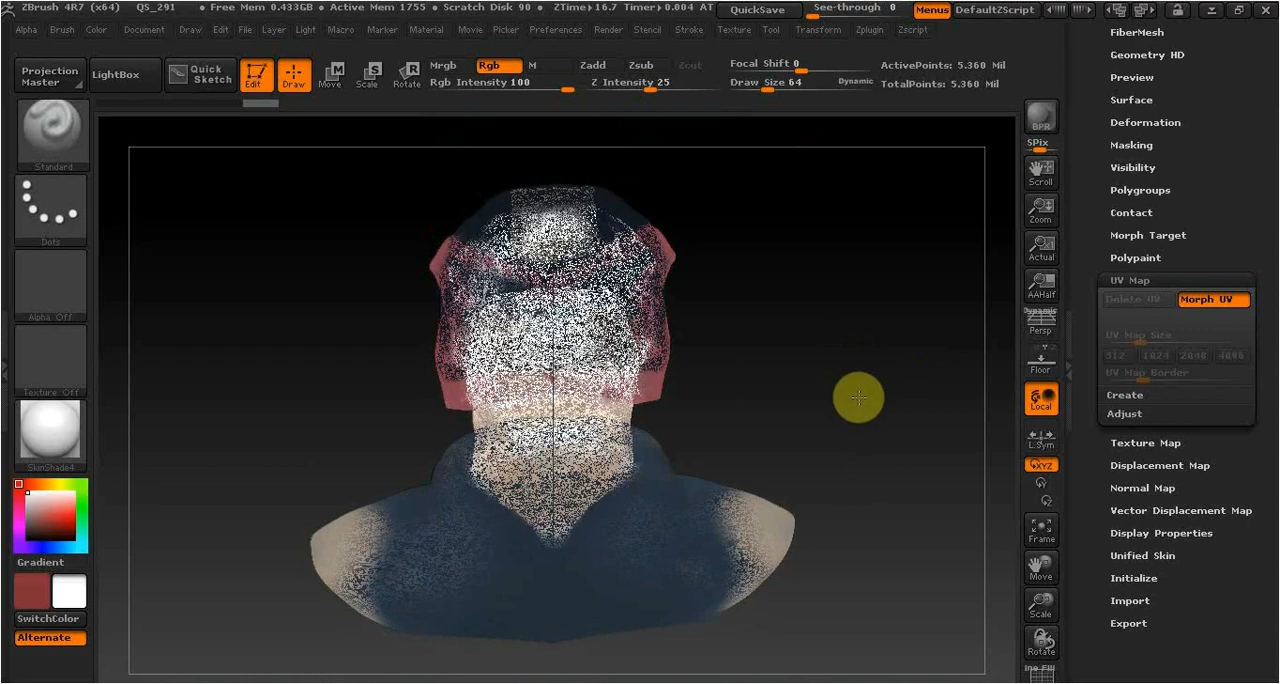 ZBrush 4R7 (x64) QS_291 • Free Mem 0.433GB • Active Mem 1755 • Scratch Disk 90 • ZTime▸16.7 Timer▸0.004 AT QuickSave See-through 0 Menus DefaultZScript
Alpha Brush Color Document Draw Edit File Layer Light Macro Marker Material Movie Picker Preferences Render Stencil Stroke Texture Tool Transform Zplugin Zscript
Projection Master
LightBox
Quick Sketch
Edit
Draw
Move
Scale
Rotate
Mrgb Rgb M Zadd Zsub Zcut
Rgb Intensity 100 Z Intensity 25
Focal Shift 0
Draw Size 64 Dynamic
ActivePoints: 5.360 Mil
TotalPoints: 5.360 Mil
Standard
Dots
Alpha Off
Texture Off
SkinShade4
Gradient
SwitchColor
Alternate
BPR
SPix
Scroll
Zoom
Actual
AAHalf
Dynamic
Persp
Floor
Local
L.Sym
XYZ
Frame
Move
Scale
Rotate
Line Fill
FiberMesh
Geometry HD
Preview
Surface
Deformation
Masking
Visibility
Polygroups
Contact
Morph Target
Polypaint
UV Map
Delete UV Morph UV
UV Map Size
512 1024 2048 4096
UV Map Border
Create
Adjust
Texture Map
Displacement Map
Normal Map
Vector Displacement Map
Display Properties
Unified Skin
Initialize
Import
Export